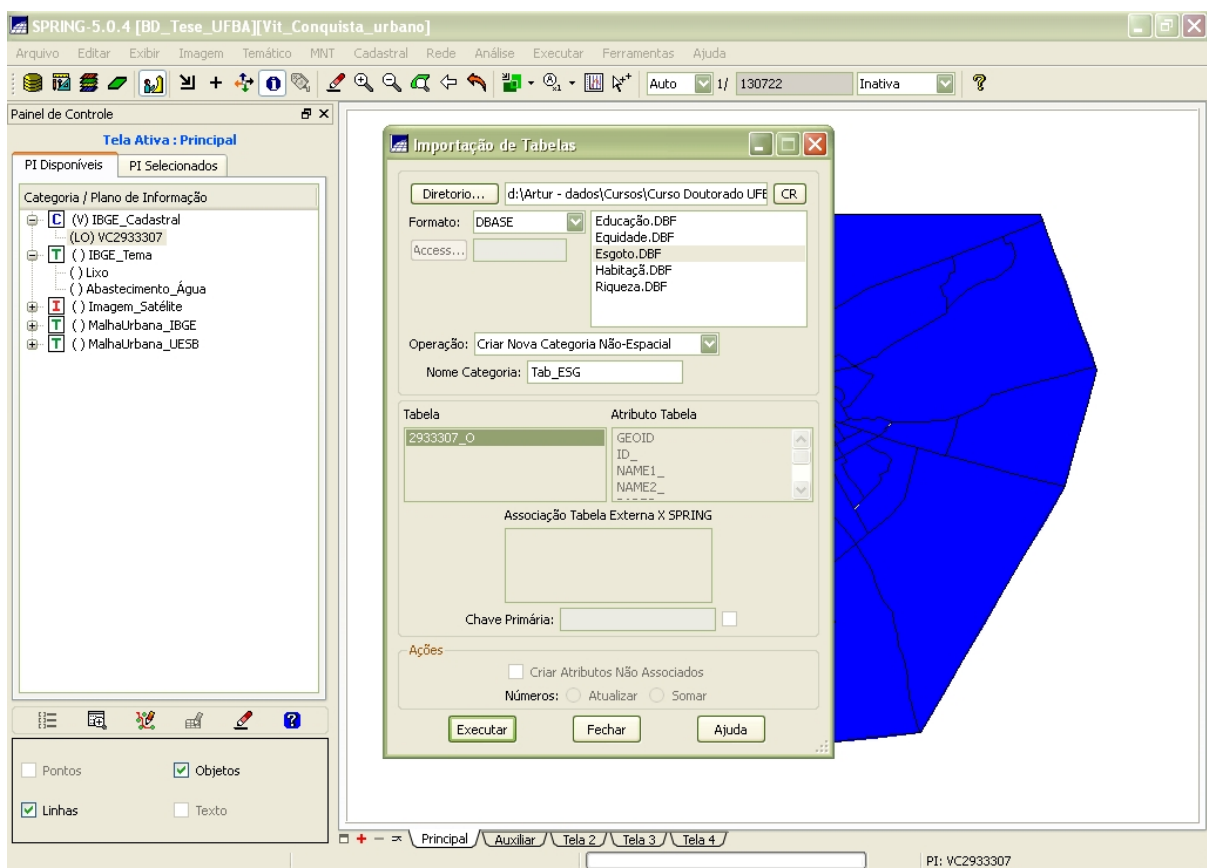 SPRING-5.0.4 [BD_Tese_UFBA][Vit_Conquista_urbano]
Arquivo Editar Exibir Imagem Temático MNT Cadastral Rede Análise Executar Ferramentas Ajuda
Auto 1/ 130722 Inativa
Painel de Controle
Tela Ativa : Principal
PI Disponíveis PI Selecionados
Categoria / Plano de Informação
C (V) IBGE_Cadastral
(LO) VC2933307
T ( ) IBGE_Tema
( ) Lixo
( ) Abastecimento_Água
I ( ) Imagem_Satélite
T ( ) MalhaUrbana_IBGE
T ( ) MalhaUrbana_UESB
Pontos Objetos
Linhas Texto
Importação de Tabelas
Diretorio... d:\Artur - dados\Cursos\Curso Doutorado UFE CR
Formato: DBASE
Access...
Educação.DBF
Equidade.DBF
Esgoto.DBF
Habitaçã.DBF
Riqueza.DBF
Operação: Criar Nova Categoria Não-Espacial
Nome Categoria: Tab_ESG
Tabela Atributo Tabela
2933307_O
GEOID
ID_
NAME1_
NAME2_
Associação Tabela Externa X SPRING
Chave Primária:
Ações
Criar Atributos Não Associados
Números: Atualizar Somar
Executar Fechar Ajuda
Principal Auxiliar Tela 2 Tela 3 Tela 4
PI: VC2933307